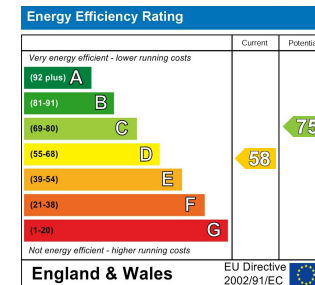 Energy Efficiency Rating
Current Potentia
Very energy efficient - lower running costs
(92 plus) A
(81-91) B
(69-80) C
75
(55-68) D
58
(39-54) E
(21-38) F
(1-20) G
Not energy efficient - higher running costs
England & Wales
EU Directive
2002/91/EC